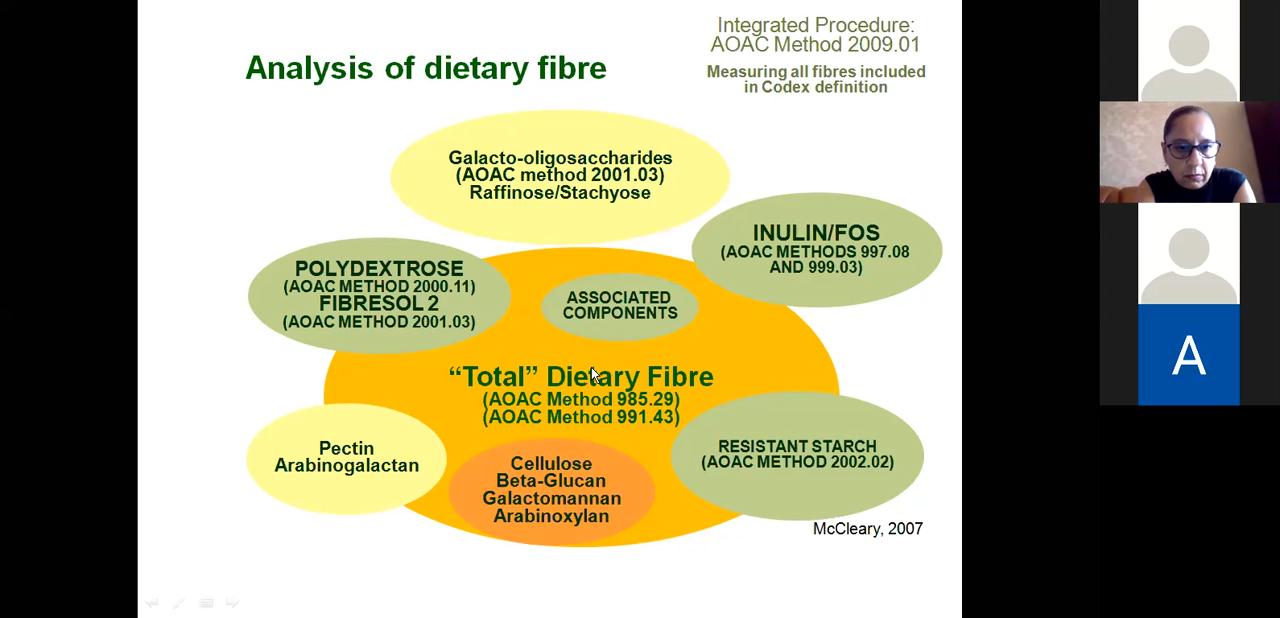 Integrated Procedure:
AOAC Method 2009.01
Analysis of dietary fibre
Measuring all fibres included
in Codex definition
Galacto-oligosaccharides
(AOAC method 2001.03)
Raffinose/Stachyose
INULIN/FOS
(AOAC METHODS 997.08
AND 999.03)
POLYDEXTROSE
(AOAC METHOD 2000.11)
FIBRESOL 2
(AOAC METHOD 2001.03)
ASSOCIATED
COMPONENTS
“Total” Dietary Fibre
(AOAC Method 985.29)
(AOAC Method 991.43)
Pectin
Arabinogalactan
Cellulose
Beta-Glucan
Galactomannan
Arabinoxylan
RESISTANT STARCH
(AOAC METHOD 2002.02)
McCleary, 2007
A